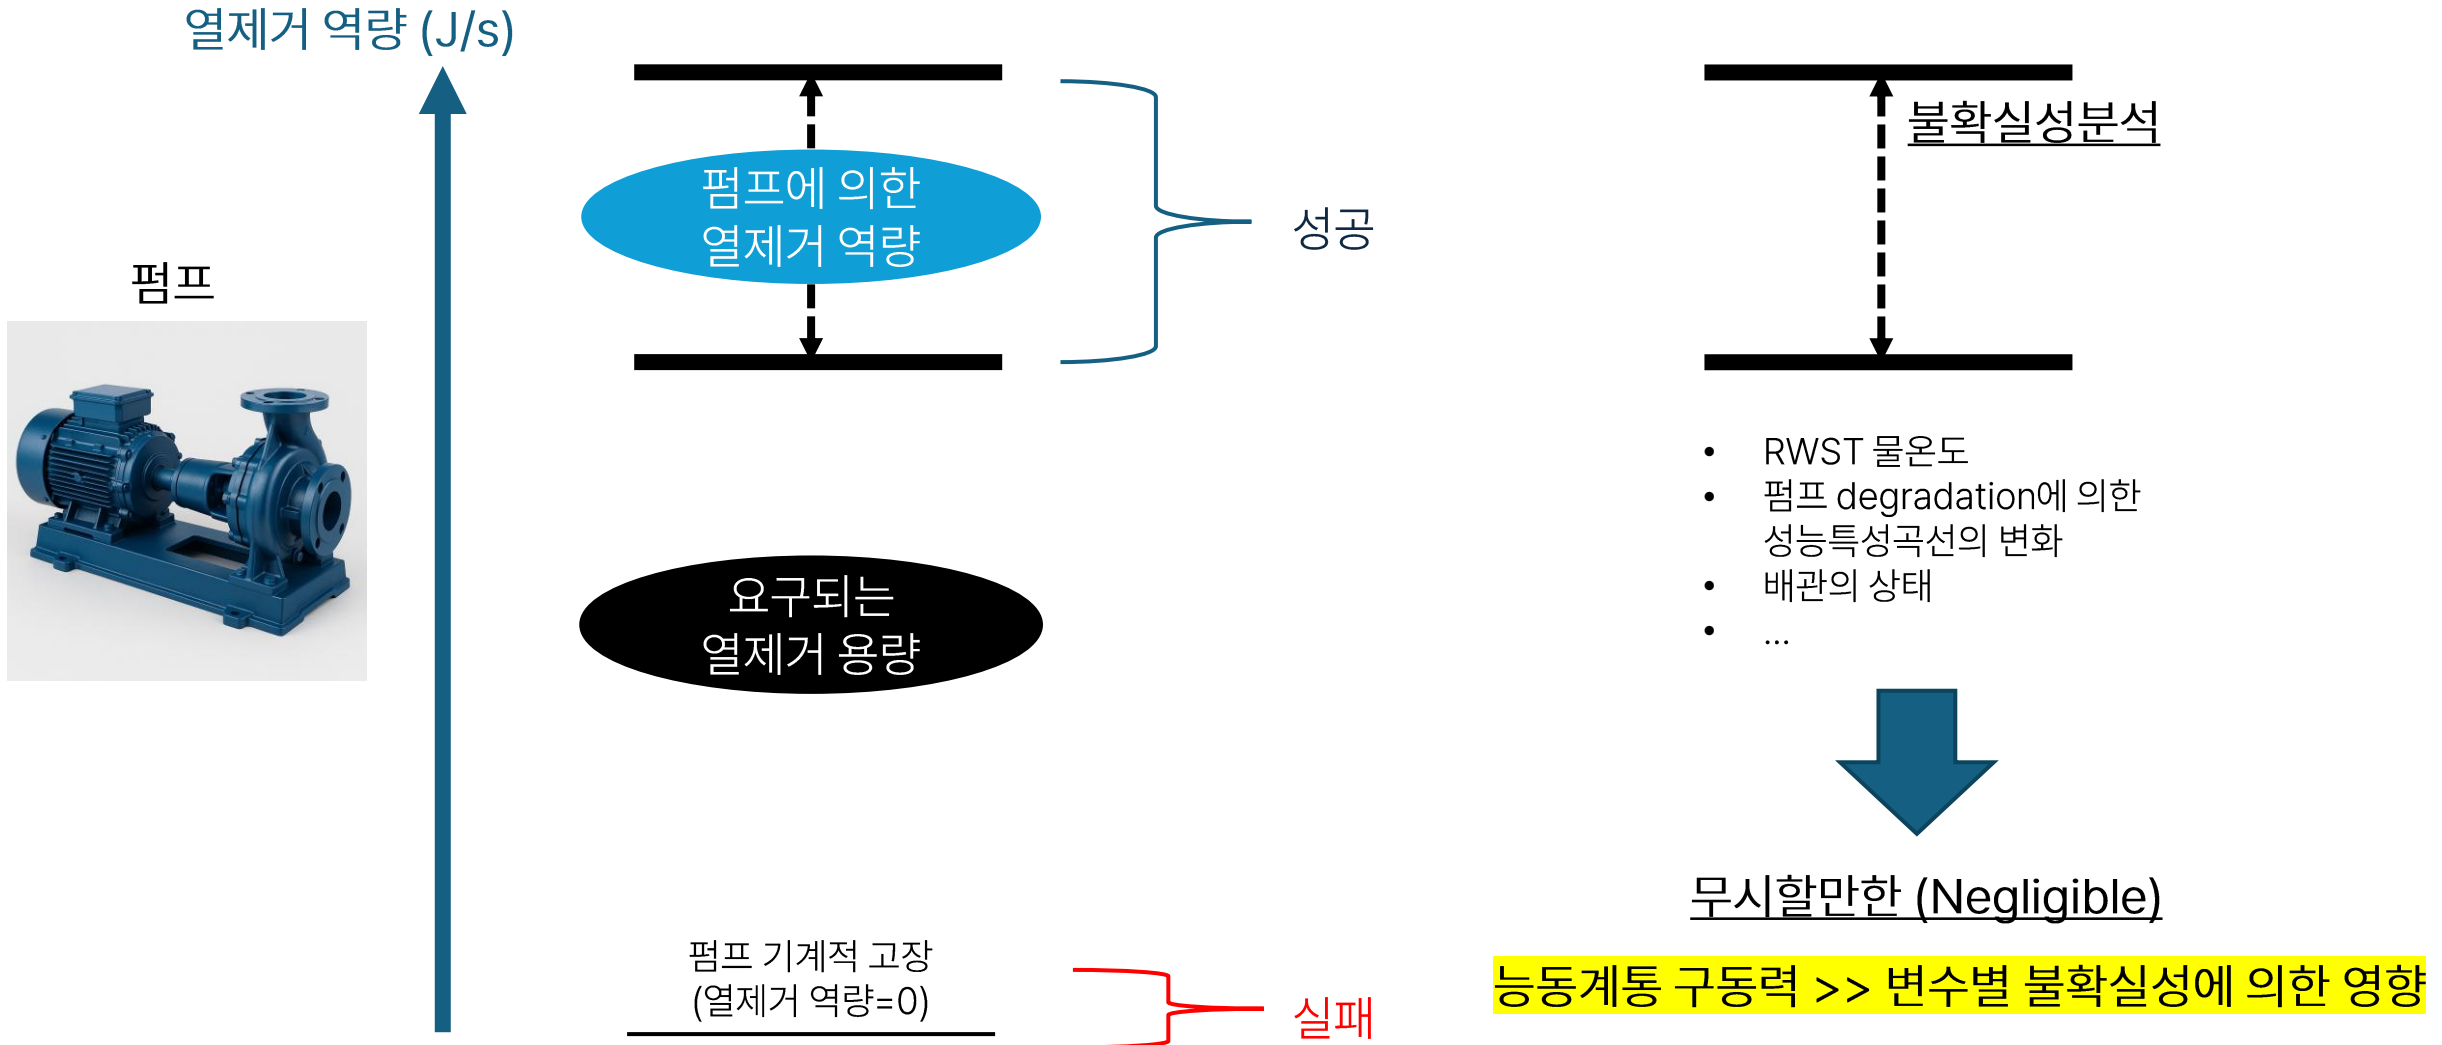 열제거 역량 (J/s)
펌프
펌프에 의한
열제거 역량
성공
요구되는
열제거 용량
펌프 기계적 고장
(열제거 역량=0)
실패
불확실성분석
• RWST 물온도
• 펌프 degradation에 의한
성능특성곡선의 변화
• 배관의 상태
• ...
무시할만한 (Negligible)
능동계통 구동력 >> 변수별 불확실성에 의한 영향